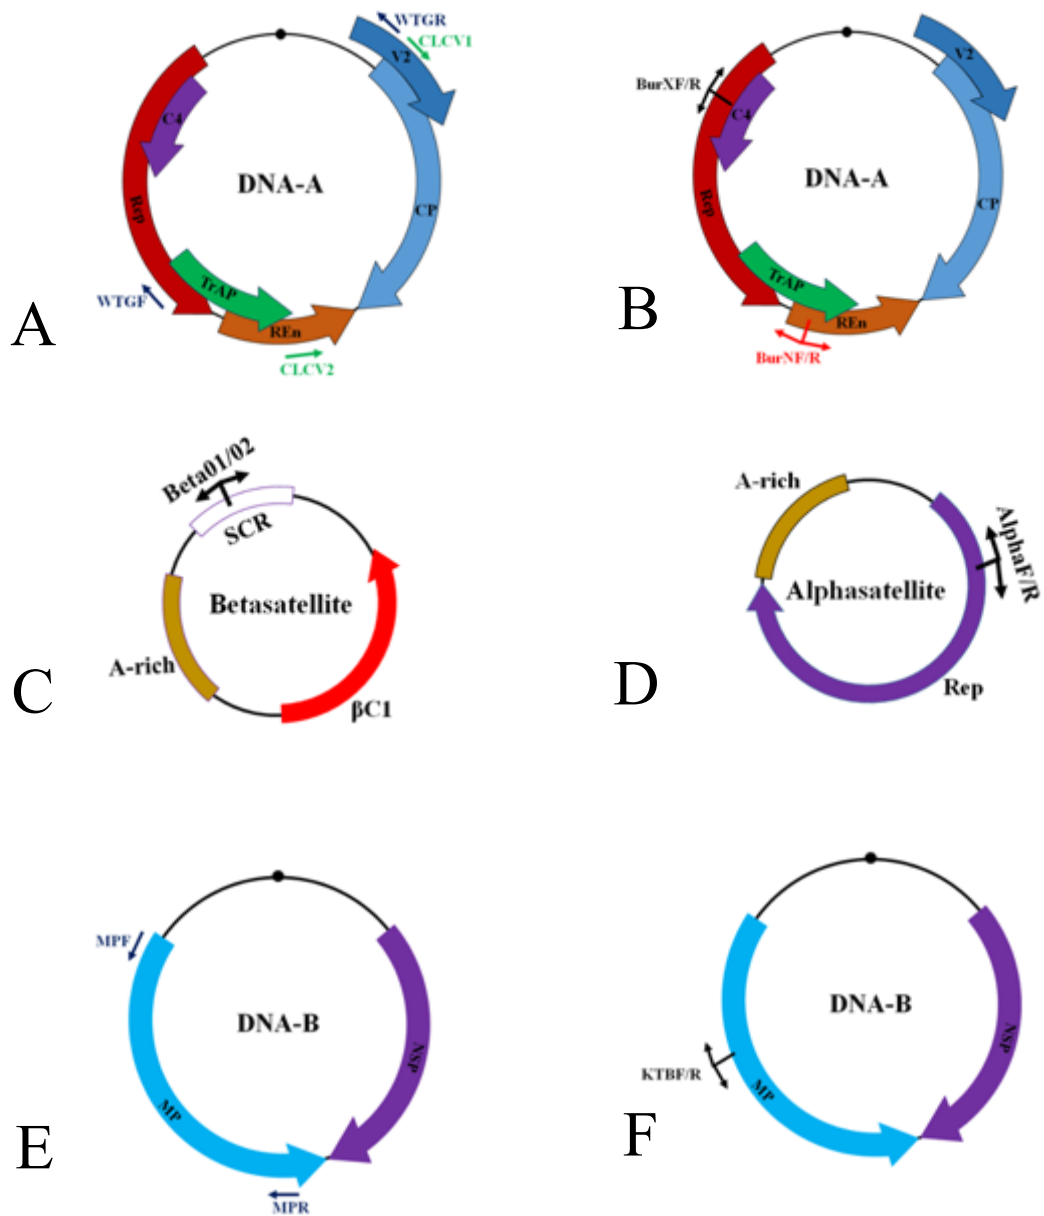 WTGR
CLCV1
V2
C4
DNA-A
Rep
CP
TrAP
WTGF
REn
CLCV2
A
V2
BurXF/R
C4
DNA-A
Rep
CP
TrAP
REn
BurNF/R
B
Beta01/02
SCR
Betasatellite
A-rich
βC1
C
A-rich
AlphaF/R
Alphasatellite
Rep
D
MPF
DNA-B
NSP
MP
MPR
E
DNA-B
NSP
KTBF/R
MP
F